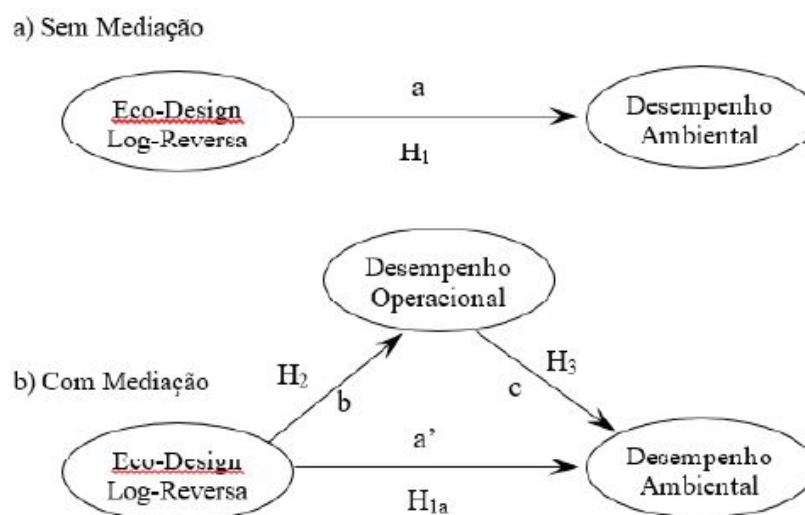 a) Sem Mediação
Eco-Design
Log-Reversa
a
H1
Desempenho
Ambiental
Desempenho
Operacional
b) Com Mediação
H2
b
H3
c
Eco-Design
Log-Reversa
a’
H1a
Desempenho
Ambiental